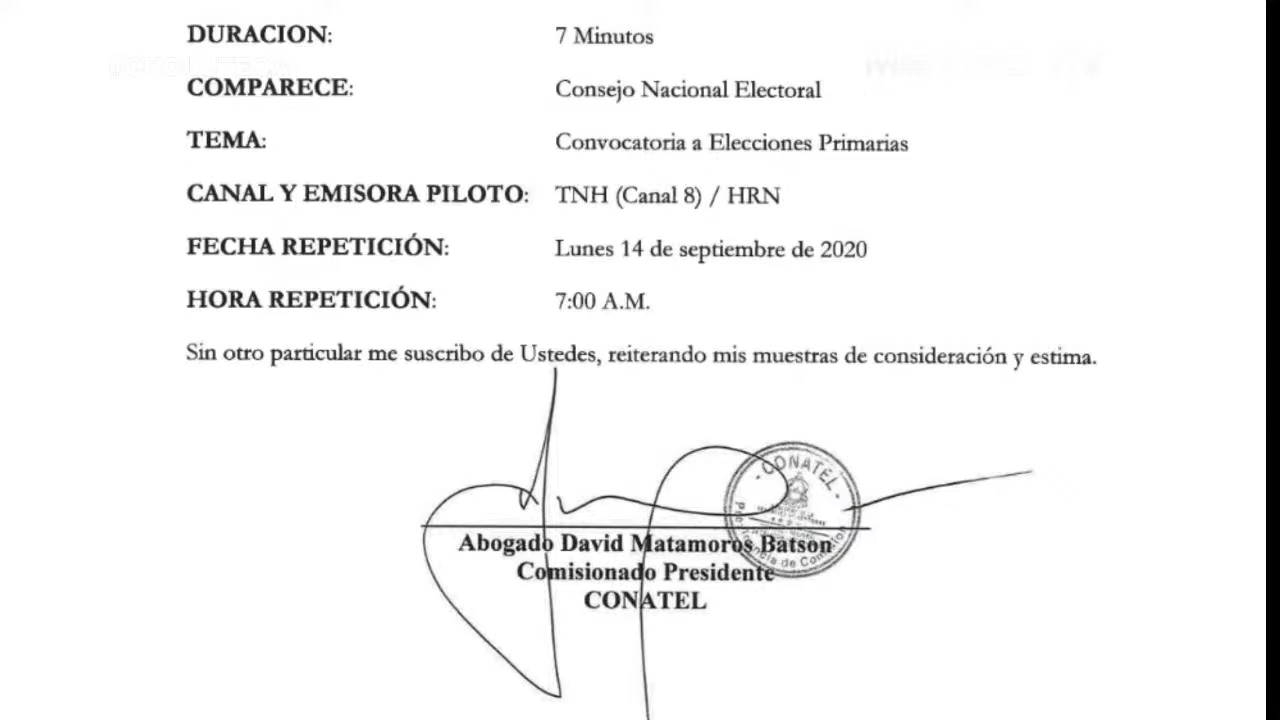 DURACION: 7 Minutos
COMPARECE: Consejo Nacional Electoral
TEMA: Convocatoria a Elecciones Primarias
CANAL Y EMISORA PILOTO: TNH (Canal 8) / HRN
FECHA REPETICIÓN: Lunes 14 de septiembre de 2020
HORA REPETICIÓN: 7:00 A.M.
Sin otro particular me suscribo de Ustedes, reiterando mis muestras de consideración y estima.
CONATEL
Abogado David Matamoros Batson
Comisionado Presidente
CONATEL